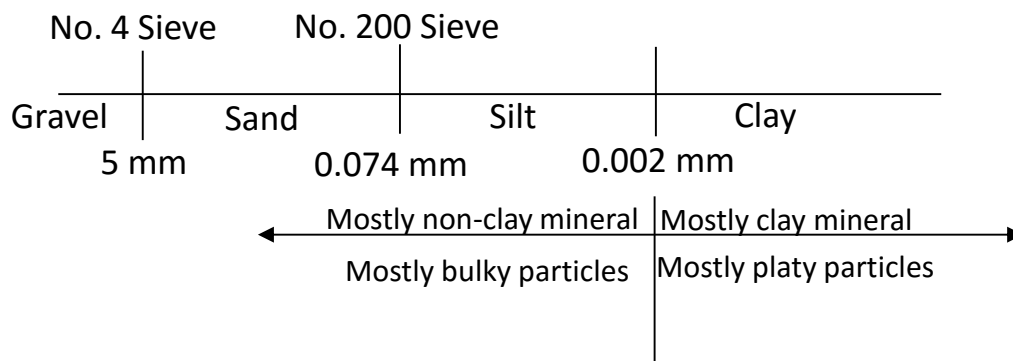 No. 4 Sieve No. 200 Sieve
Gravel Sand Silt Clay
5 mm 0.074 mm 0.002 mm
Mostly non-clay mineral Mostly clay mineral
Mostly bulky particles Mostly platy particles